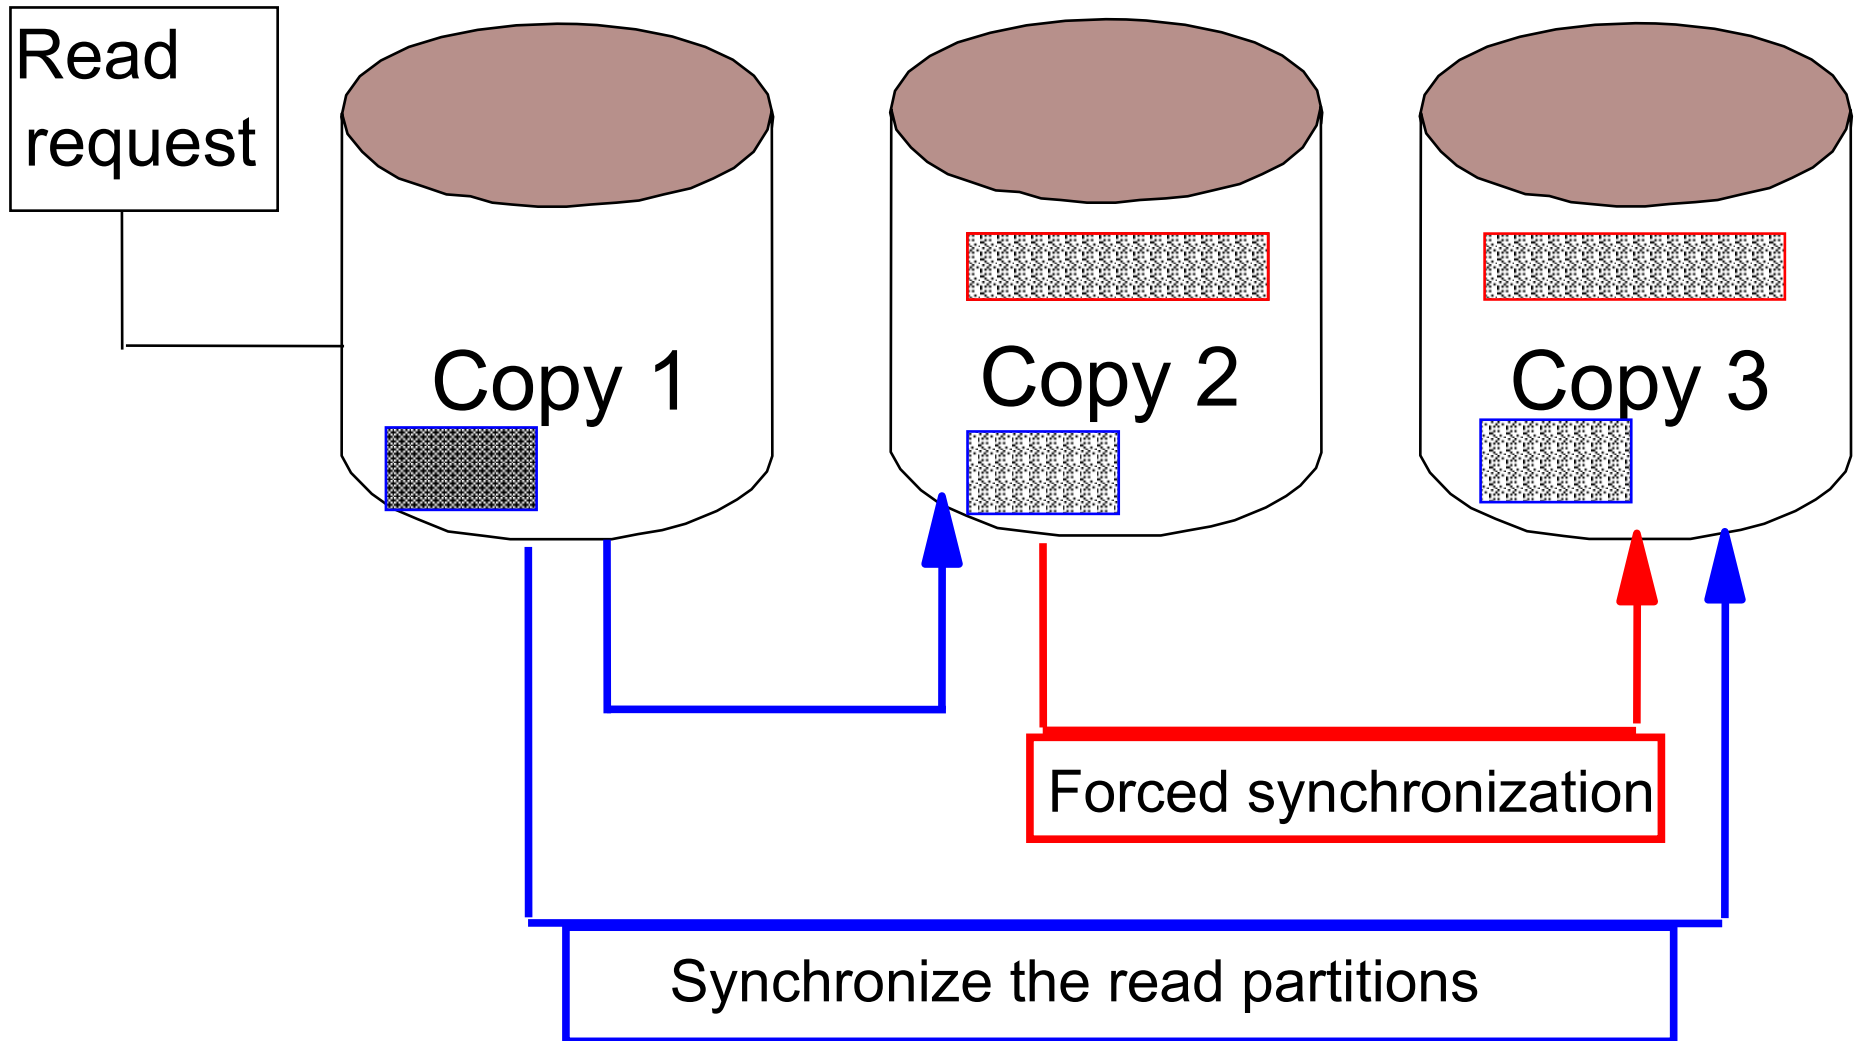 Read
request
Copy 1
Copy 2
Copy 3
Forced synchronization
Synchronize the read partitions